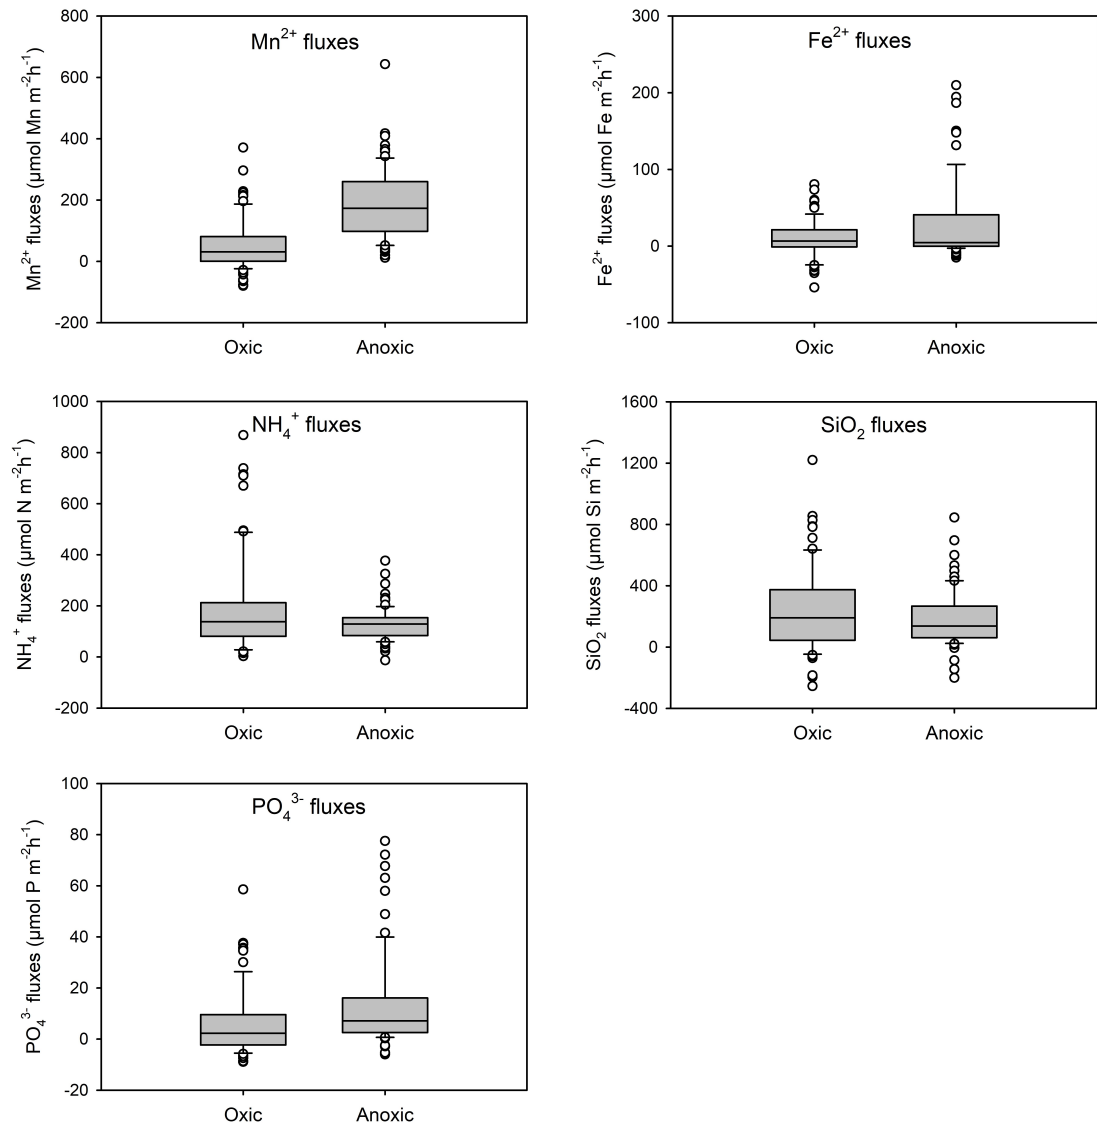 Mn²⁺ fluxes
Mn²⁺ fluxes (µmol Mn m⁻²h⁻¹)
800
600
400
200
0
-200
Oxic Anoxic
Fe²⁺ fluxes
Fe²⁺ fluxes (µmol Fe m⁻²h⁻¹)
300
200
100
0
-100
Oxic Anoxic
NH₄⁺ fluxes
NH₄⁺ fluxes (µmol N m⁻²h⁻¹)
1000
800
600
400
200
0
-200
Oxic Anoxic
SiO₂ fluxes
SiO₂ fluxes (µmol Si m⁻²h⁻¹)
1600
1200
800
400
0
-400
Oxic Anoxic
PO₄³⁻ fluxes
PO₄³⁻ fluxes (µmol P m⁻²h⁻¹)
100
80
60
40
20
0
-20
Oxic Anoxic